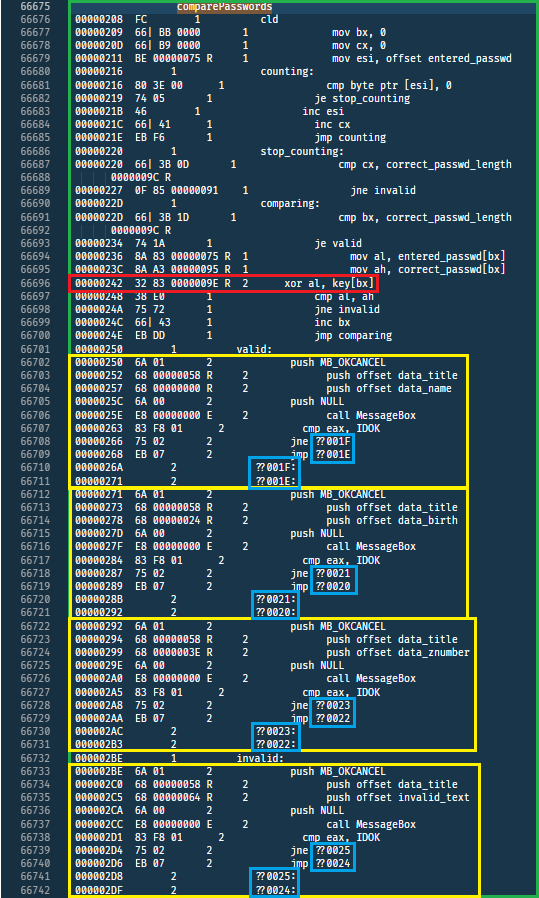 66675 comparePasswords
66676 00000208 FC 1 cld
66677 00000209 66| BB 0000 1 mov bx, 0
66678 0000020D 66| B9 0000 1 mov cx, 0
66679 00000211 BE 00000075 R 1 mov esi, offset entered_passwd
66680 00000216 1 counting:
66681 00000216 80 3E 00 1 cmp byte ptr [esi], 0
66682 00000219 74 05 1 je stop_counting
66683 0000021B 46 1 inc esi
66684 0000021C 66| 41 1 inc cx
66685 0000021E EB F6 1 jmp counting
66686 00000220 1 stop_counting:
66687 00000220 66| 3B 0D 1 cmp cx, correct_passwd_length
66688 0000009C R
66689 00000227 0F 85 00000091 1 jne invalid
66690 0000022D 1 comparing:
66691 0000022D 66| 3B 1D 1 cmp bx, correct_passwd_length
66692 0000009C R
66693 00000234 74 1A 1 je valid
66694 00000236 8A 83 00000075 R 1 mov al, entered_passwd[bx]
66695 0000023C 8A A3 00000095 R 1 mov ah, correct_passwd[bx]
66696 00000242 32 83 0000009E R 2 xor al, key[bx]
66697 00000248 38 E0 1 cmp al, ah
66698 0000024A 75 72 1 jne invalid
66699 0000024C 66| 43 1 inc bx
66700 0000024E EB DD 1 jmp comparing
66701 00000250 1 valid:
66702 00000250 6A 01 2 push MB_OKCANCEL
66703 00000252 68 00000058 R 2 push offset data_title
66704 00000257 68 00000000 R 2 push offset data_name
66705 0000025C 6A 00 2 push NULL
66706 0000025E E8 00000000 E 2 call MessageBox
66707 00000263 83 F8 01 2 cmp eax, IDOK
66708 00000266 75 02 2 jne ??001F
66709 00000268 EB 07 2 jmp ??001E
66710 0000026A 2 ??001F:
66711 00000271 2 ??001E:
66712 00000271 6A 01 2 push MB_OKCANCEL
66713 00000273 68 00000058 R 2 push offset data_title
66714 00000278 68 00000024 R 2 push offset data_birth
66715 0000027D 6A 00 2 push NULL
66716 0000027F E8 00000000 E 2 call MessageBox
66717 00000284 83 F8 01 2 cmp eax, IDOK
66718 00000287 75 02 2 jne ??0021
66719 00000289 EB 07 2 jmp ??0020
66720 0000028B 2 ??0021:
66721 00000292 2 ??0020:
66722 00000292 6A 01 2 push MB_OKCANCEL
66723 00000294 68 00000058 R 2 push offset data_title
66724 00000299 68 0000003E R 2 push offset data_znumber
66725 0000029E 6A 00 2 push NULL
66726 000002A0 E8 00000000 E 2 call MessageBox
66727 000002A5 83 F8 01 2 cmp eax, IDOK
66728 000002A8 75 02 2 jne ??0023
66729 000002AA EB 07 2 jmp ??0022
66730 000002AC 2 ??0023:
66731 000002B3 2 ??0022:
66732 000002BE 1 invalid:
66733 000002BE 6A 01 2 push MB_OKCANCEL
66734 000002C0 68 00000058 R 2 push offset data_title
66735 000002C5 68 00000064 R 2 push offset invalid_text
66736 000002CA 6A 00 2 push NULL
66737 000002CC E8 00000000 E 2 call MessageBox
66738 000002D1 83 F8 01 2 cmp eax, IDOK
66739 000002D4 75 02 2 jne ??0025
66740 000002D6 EB 07 2 jmp ??0024
66741 000002D8 2 ??0025:
66742 000002DF 2 ??0024: